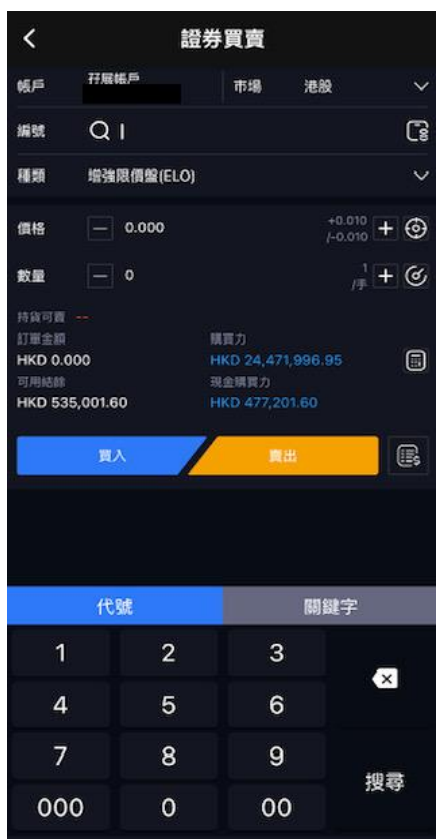 證券買賣
帳戶 孖展帳戶 市場 港股
編號
種類 增強限價盤(ELO)
價格 0.000 +0.010 /-0.010
數量 0 1 /手
持貨可賣 --
訂單金額 購買力
HKD 0.000 HKD 24,471,996.95
可用結餘 現金購買力
HKD 535,001.60 HKD 477,201.60
買入 賣出
代號 關鍵字
1 2 3
4 5 6
7 8 9
搜尋
000 0 00